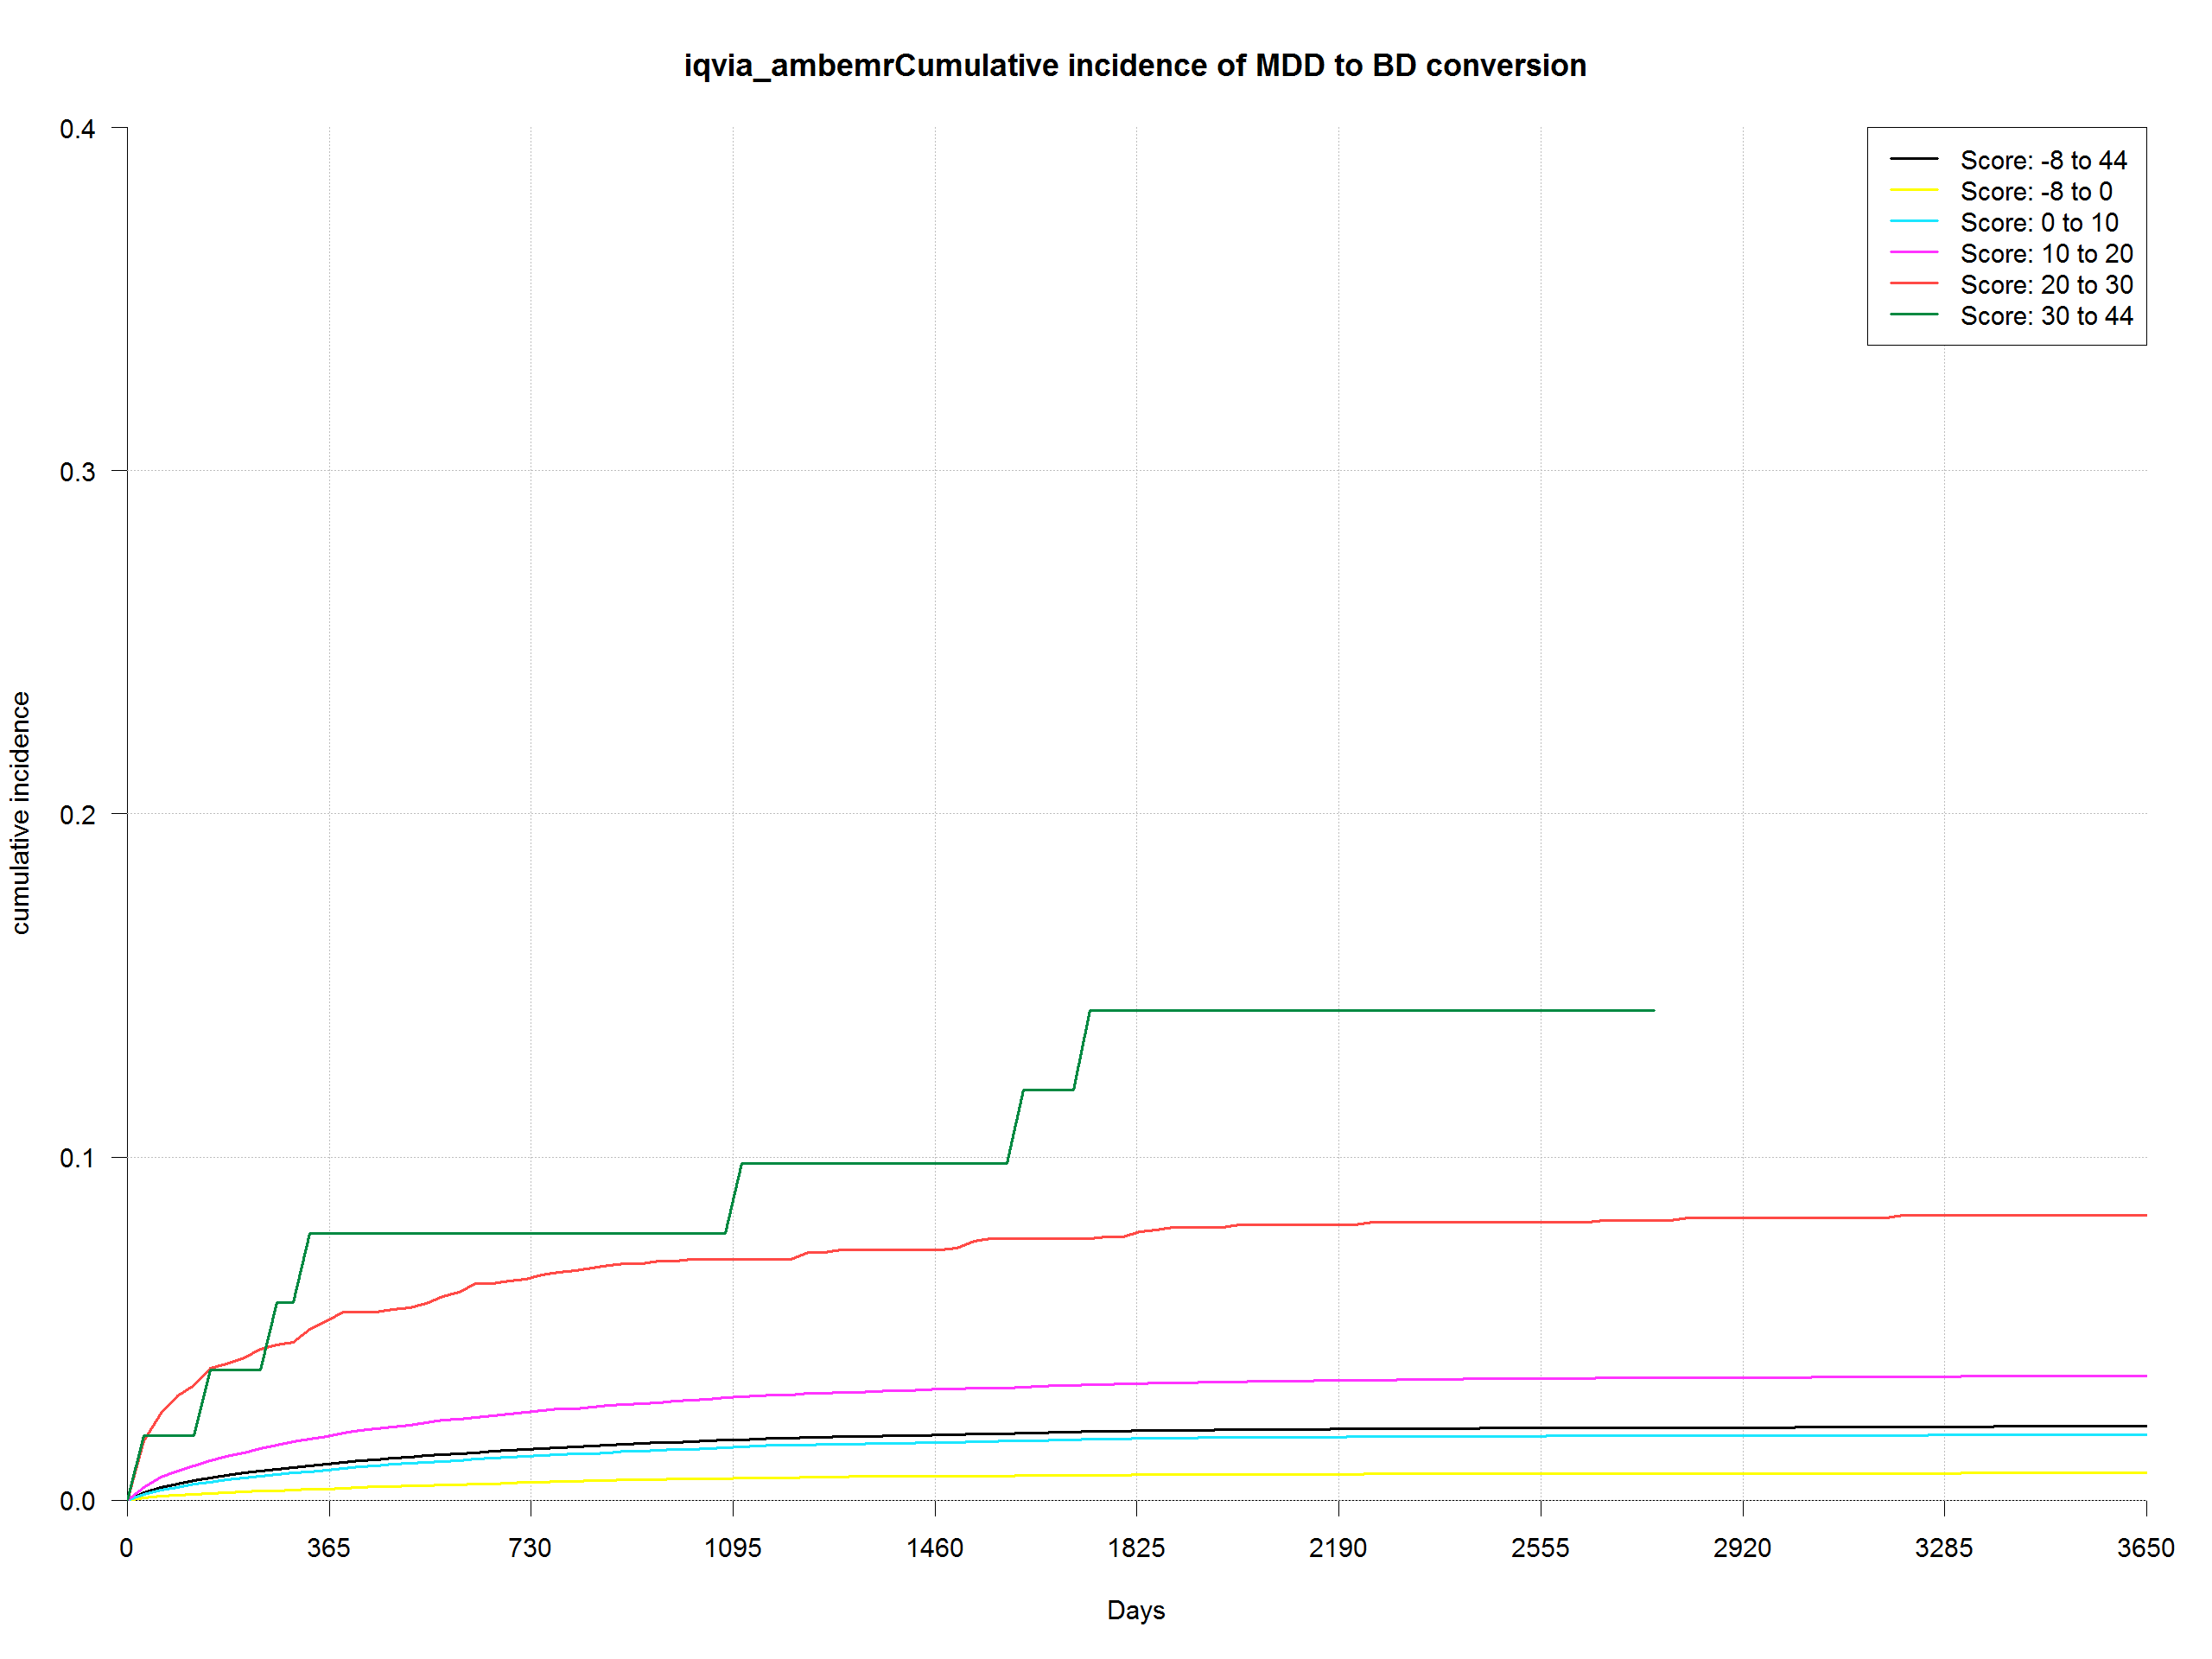 iqvia_ambemrCumulative incidence of MDD to BD conversion
0.4
0.3
0.2
0.1
0.0
cumulative incidence
Score: -8 to 44
Score: -8 to 0
Score: 0 to 10
Score: 10 to 20
Score: 20 to 30
Score: 30 to 44
0 365 730 1095 1460 1825 2190 2555 2920 3285 3650
Days